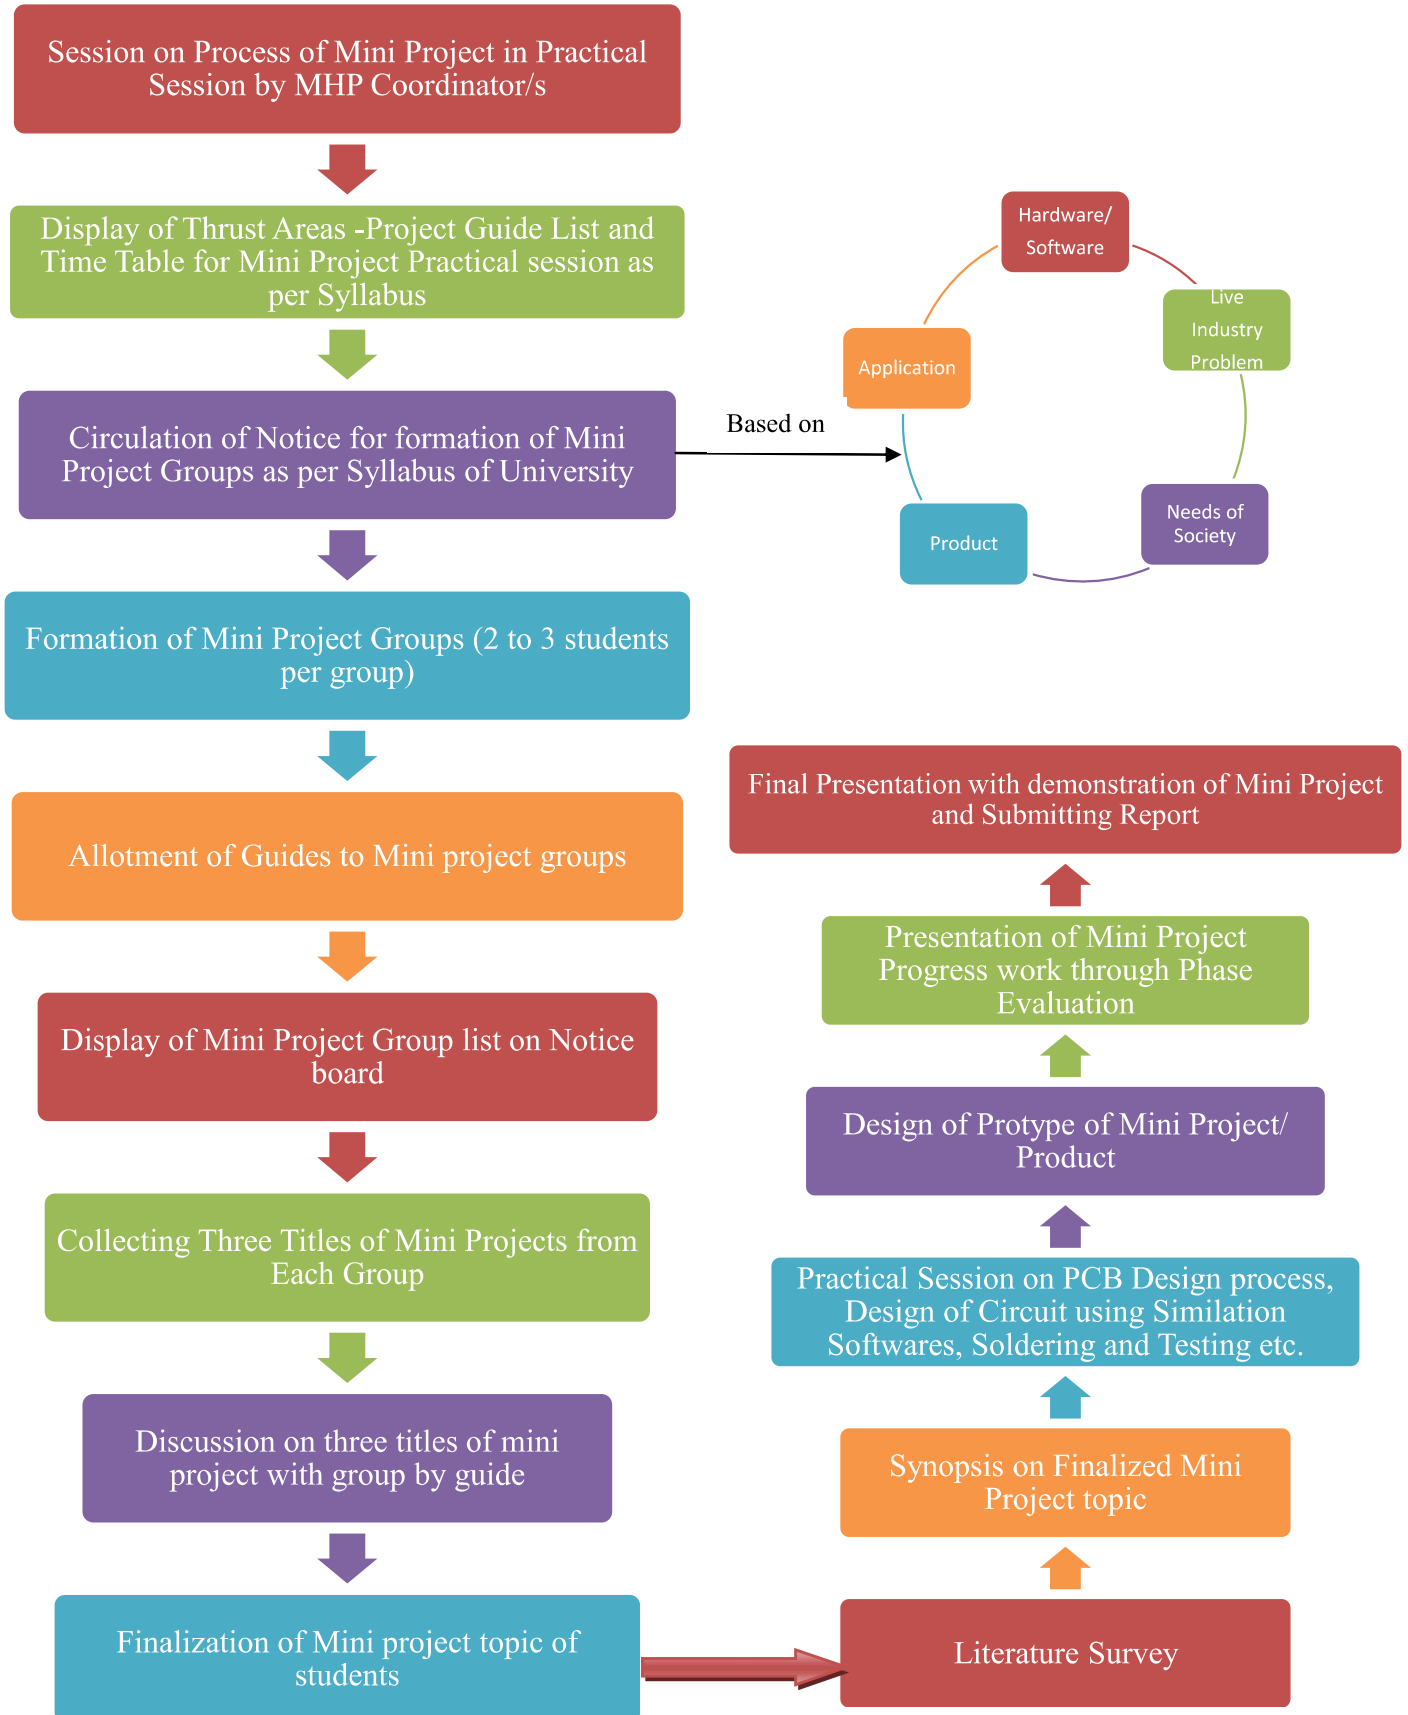 Session on Process of Mini Project in Practical
Session by MHP Coordinator/s
Display of Thrust Areas -Project Guide List and
Time Table for Mini Project Practical session as
per Syllabus
Circulation of Notice for formation of Mini
Project Groups as per Syllabus of University
Based on
Hardware/
Software
Live
Industry
Problem
Needs of
Society
Product
Application
Formation of Mini Project Groups (2 to 3 students
per group)
Allotment of Guides to Mini project groups
Display of Mini Project Group list on Notice
board
Collecting Three Titles of Mini Projects from
Each Group
Discussion on three titles of mini
project with group by guide
Finalization of Mini project topic of
students
Literature Survey
Synopsis on Finalized Mini
Project topic
Practical Session on PCB Design process,
Design of Circuit using Similation
Softwares, Soldering and Testing etc.
Design of Protype of Mini Project/
Product
Presentation of Mini Project
Progress work through Phase
Evaluation
Final Presentation with demonstration of Mini Project
and Submitting Report